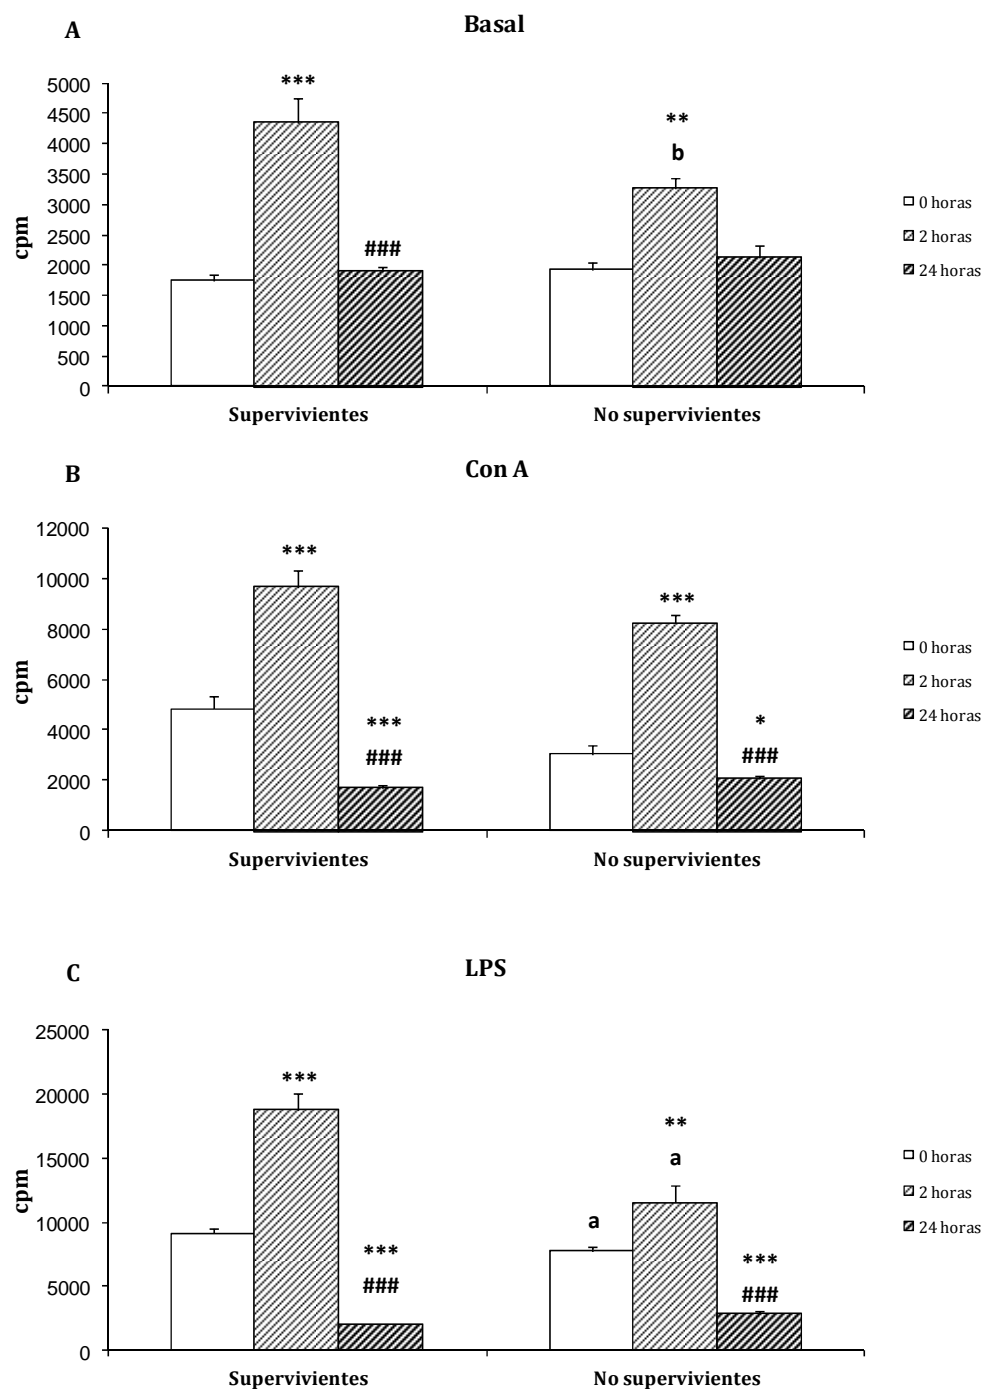 A
Basal
***
**
b
###
5000
4500
4000
3500
3000
2500
2000
1500
1000
500
0
cpm
0 horas
2 horas
24 horas
Supervivientes
No supervivientes
B
Con A
***
***
***
###
*
###
12000
10000
8000
6000
4000
2000
0
cpm
0 horas
2 horas
24 horas
Supervivientes
No supervivientes
C
LPS
***
**
a
a
***
###
***
###
25000
20000
15000
10000
5000
0
cpm
0 horas
2 horas
24 horas
Supervivientes
No supervivientes